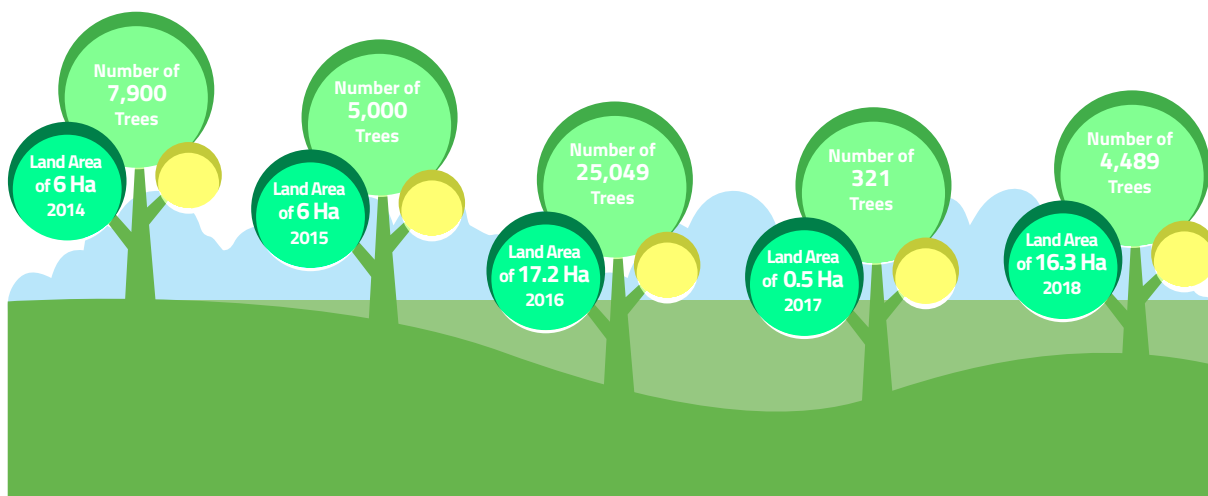 Number of
7,900
Trees
Land Area
of 6 Ha
2014
Number of
5,000
Trees
Land Area
of 6 Ha
2015
Number of
25,049
Trees
Land Area
of 17.2 Ha
2016
Number of
321
Trees
Land Area
of 0.5 Ha
2017
Number of
4,489
Trees
Land Area
of 16.3 Ha
2018